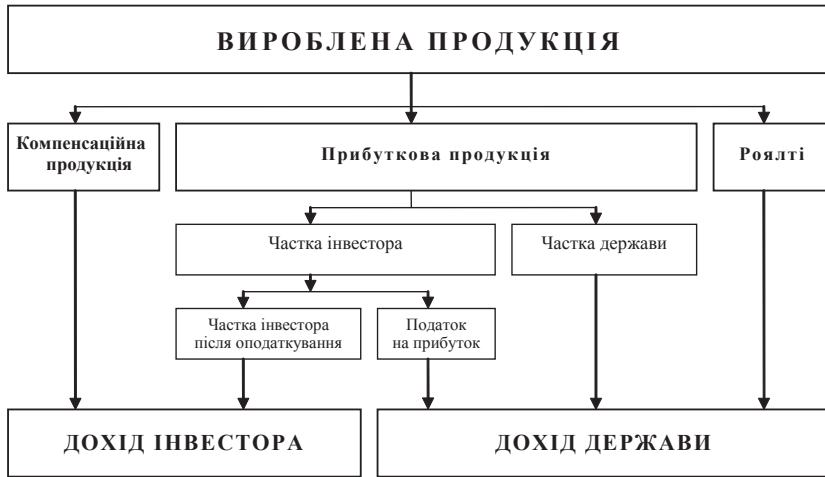 ВИРОБЛЕНА ПРОДУКЦІЯ
Компенсаційна
продукція
Прибуткова продукція
Роялті
Частка інвестора
Частка держави
Частка інвестора
після оподаткування
Податок
на прибуток
ДОХІД ІНВЕСТОРА
ДОХІД ДЕРЖАВИ